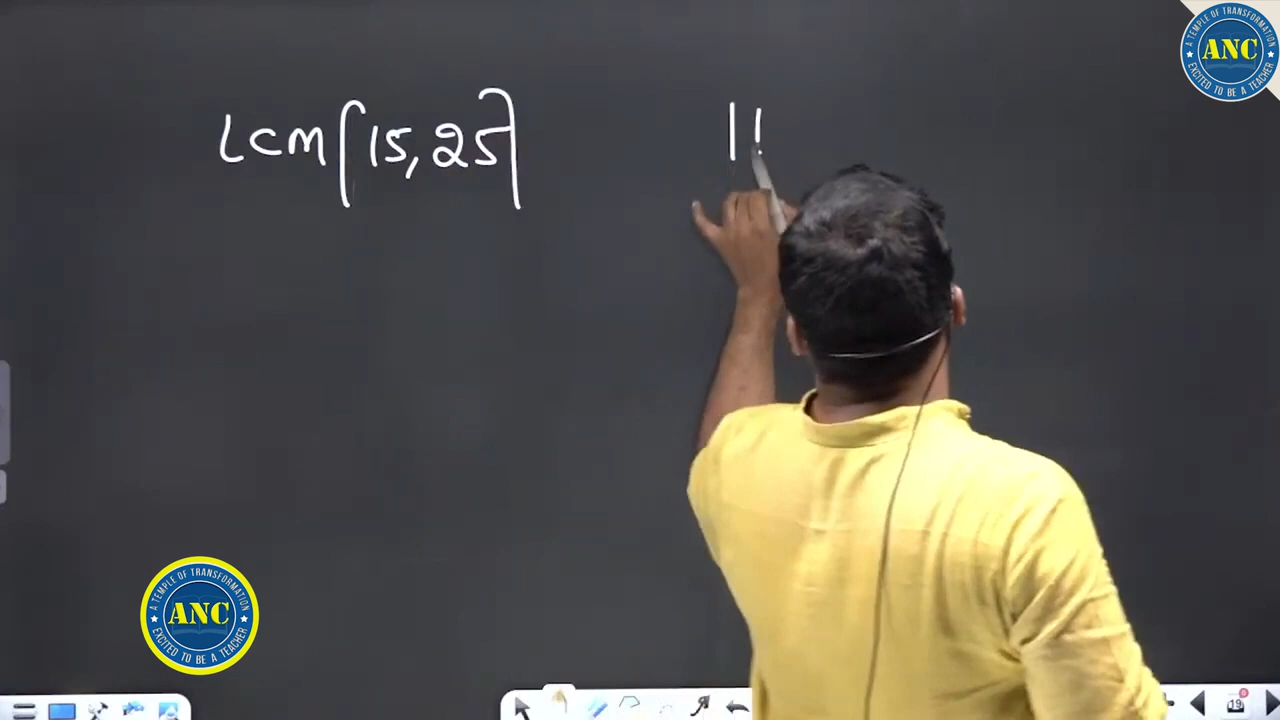 LCM[15,25]
A TEMPLE OF TRANSFORMATION
ANC
EXCITED TO BE A TEACHER
A TEMPLE OF TRANSFORMATION
ANC
EXCITED TO BE A TEACHER
19